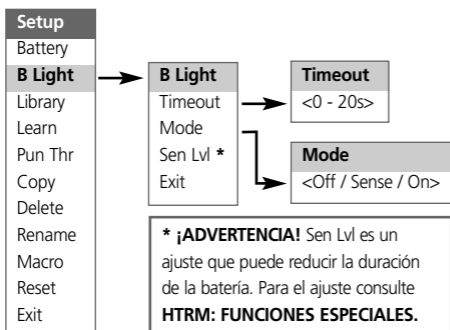 Setup
Battery
B Light
Library
Learn
Pun Thr
Copy
Delete
Rename
Macro
Reset
Exit
B Light
Timeout
Mode
Sen Lvl *
Exit
Timeout
<0 - 20s>
Mode
<Off / Sense / On>
* ¡ADVERTENCIA! Sen Lvl es un
ajuste que puede reducir la duración
de la batería. Para el ajuste consulte
HTRM: FUNCIONES ESPECIALES.